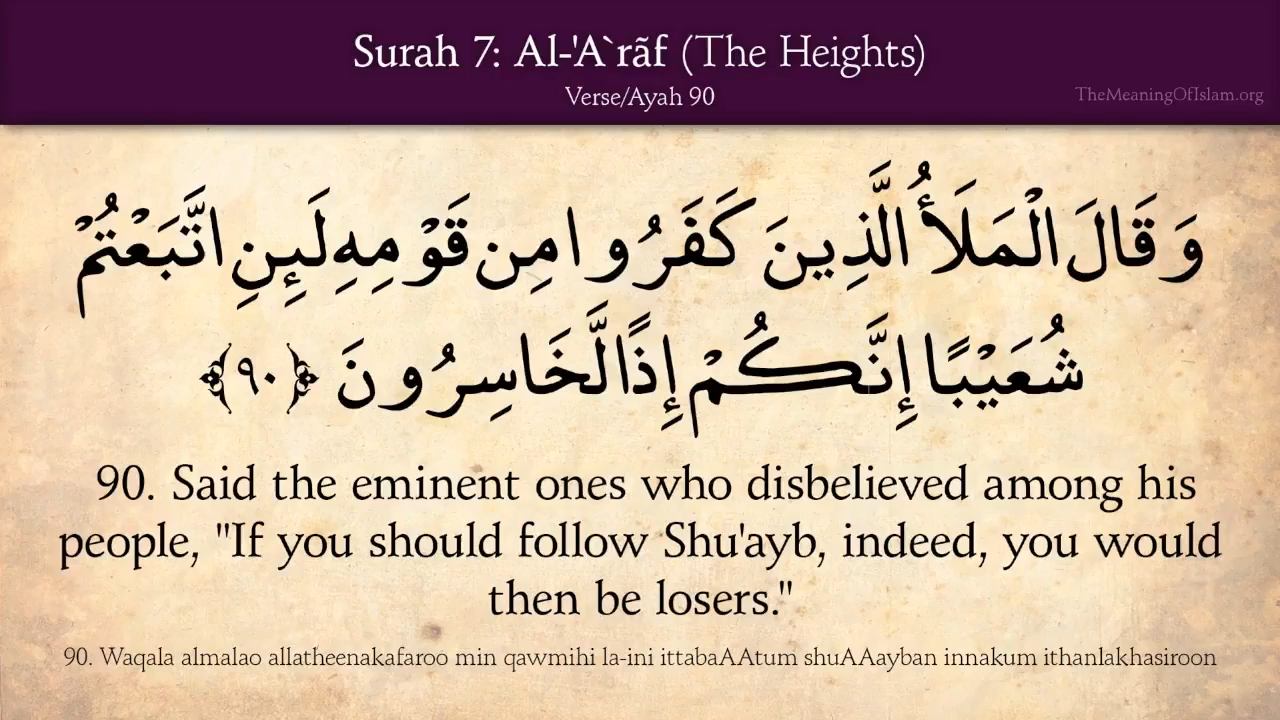 Surah 7: Al-'A`rãf (The Heights)
Verse/Ayah 90
TheMeaningOfIslam.org
وَقَالَ الْمَلَأُ الَّذِينَ كَفَرُوا مِن قَوْمِهِ لَئِنِ اتَّبَعْتُمْ
شُعَيْبًا إِنَّكُمْ إِذًا لَّخَاسِرُونَ ﴿٩٠﴾
90. Said the eminent ones who disbelieved among his
people, "If you should follow Shu'ayb, indeed, you would
then be losers."
90. Waqala almalao allatheenakafaroo min qawmihi la-ini ittabaAAtum shuAAayban innakum ithanlakhasiroon